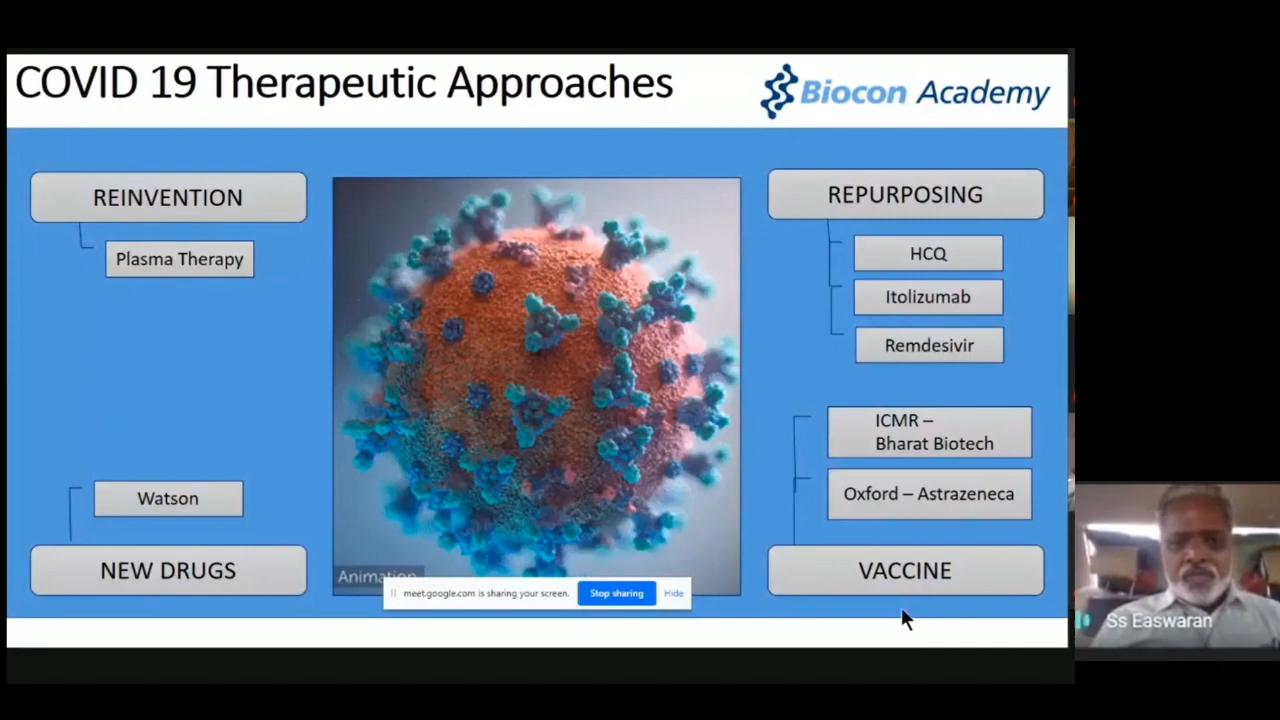 COVID 19 Therapeutic Approaches
Biocon Academy
REINVENTION
Plasma Therapy
Watson
NEW DRUGS
REPURPOSING
HCQ
Itolizumab
Remdesivir
ICMR –
Bharat Biotech
Oxford – Astrazeneca
VACCINE
Animation
meet.google.com is sharing your screen.
Stop sharing
Hide
Ss Easwaran